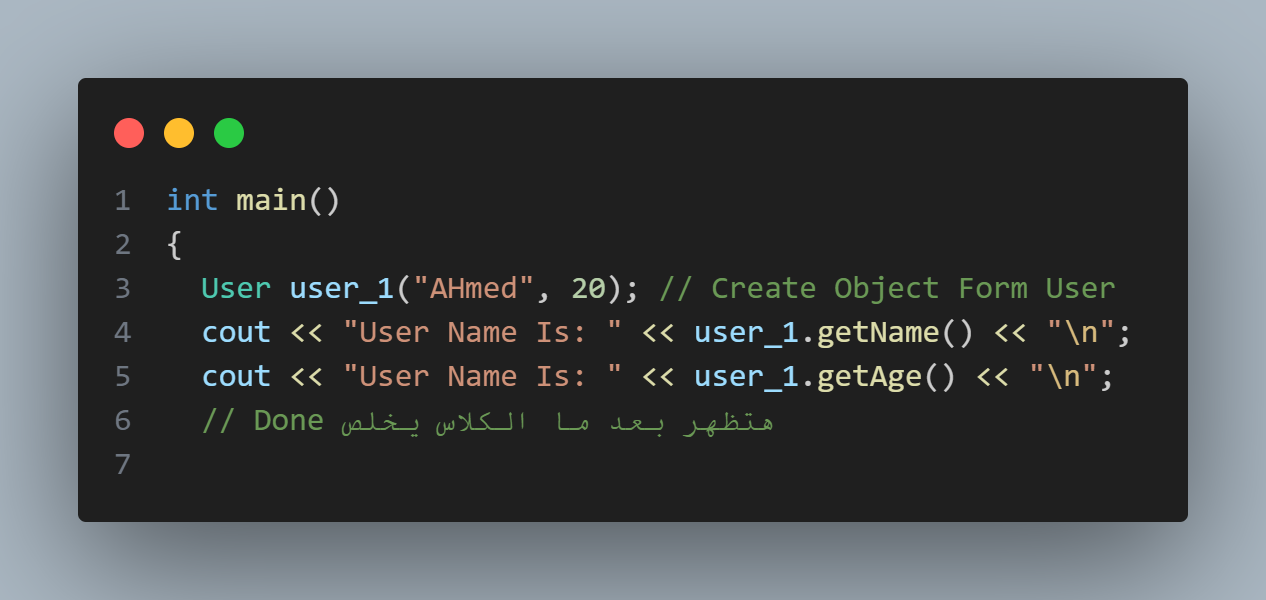 1 int main()
2 {
3 User user_1("AHmed", 20); // Create Object Form User
4 cout << "User Name Is: " << user_1.getName() << "\n";
5 cout << "User Name Is: " << user_1.getAge() << "\n";
6 // Done هتظهر بعد ما الكلاس يخلص
7